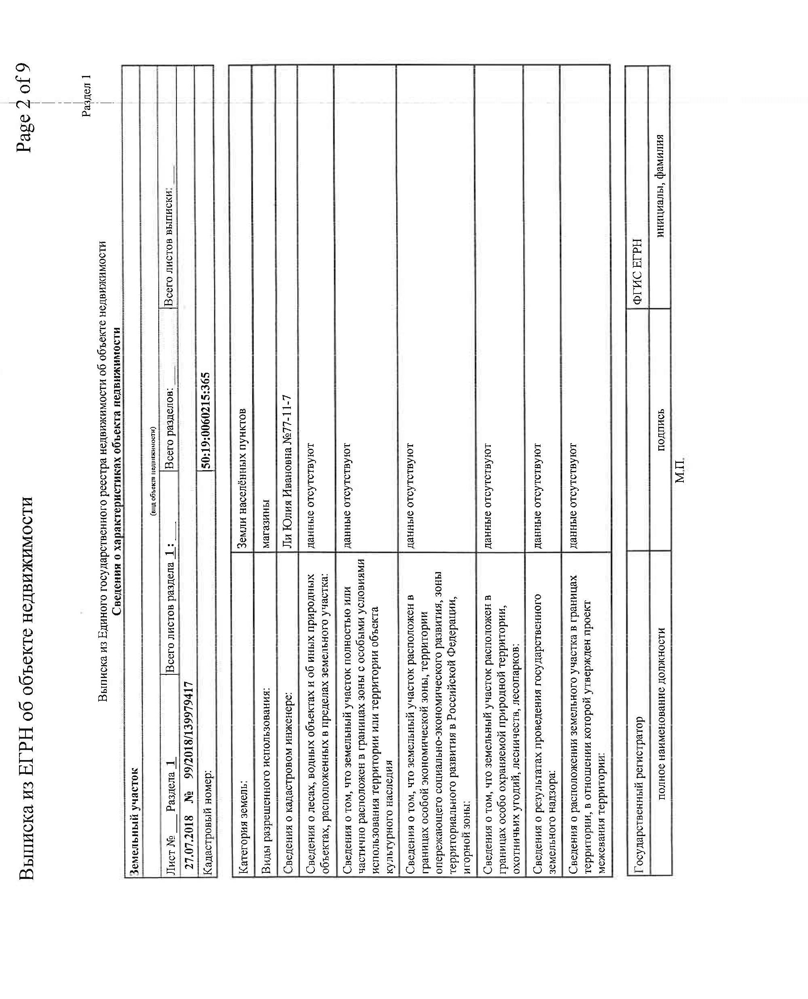 Выписка из ЕГРН об объекте недвижимости Page 2 of 9
Раздел 1
Выписка из Единого государственного реестра недвижимости об объекте недвижимости
Сведения о характеристиках объекта недвижимости
Земельный участок
(вид объекта недвижимости)
Лист № ___ Раздела 1 Всего листов раздела 1: ___ Всего разделов: ___ Всего листов выписки: ___
27.07.2018 № 99/2018/139979417
Кадастровый номер: 50:19:0060215:365
Категория земель: Земли населённых пунктов
Виды разрешенного использования: магазины
Сведения о кадастровом инженере: Ли Юлия Ивановна №77-11-7
Сведения о лесах, водных объектах и об иных природных данные отсутствуют
объектах, расположенных в пределах земельного участка:
Сведения о том, что земельный участок полностью или данные отсутствуют
частично расположен в границах зоны с особыми условиями
использования территории или территории объекта
культурного наследия
Сведения о том, что земельный участок расположен в данные отсутствуют
границах особой экономической зоны, территории
опережающего социально-экономического развития, зоны
территориального развития в Российской Федерации,
игорной зоны:
Сведения о том, что земельный участок расположен в данные отсутствуют
границах особо охраняемой природной территории,
охотничьих угодий, лесничеств, лесопарков:
Сведения о результатах проведения государственного данные отсутствуют
земельного надзора:
Сведения о расположении земельного участка в границах данные отсутствуют
территории, в отношении которой утвержден проект
межевания территории:
Государственный регистратор ФГИС ЕГРН
полное наименование должности подпись инициалы, фамилия
М.П.